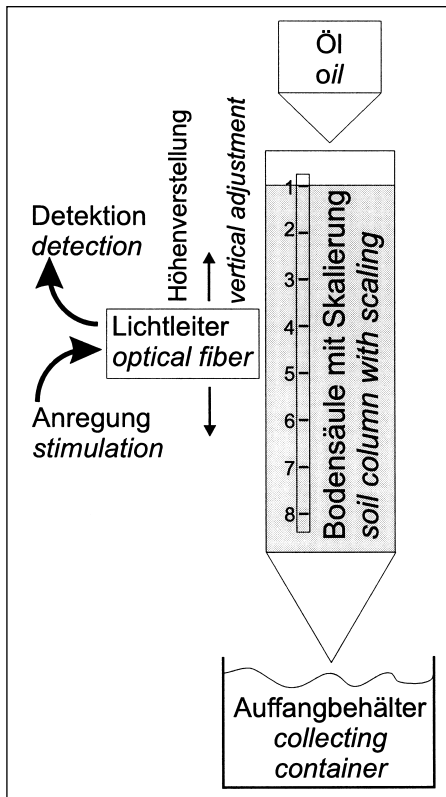 Öl
oil
Höhenverstellung
vertical adjustment
Detektion
detection
Lichtleiter
optical fiber
Anregung
stimulation
1
2
3
4
5
6
7
8
Bodensäule mit Skalierung
soil column with scaling
Auffangbehälter
collecting
container